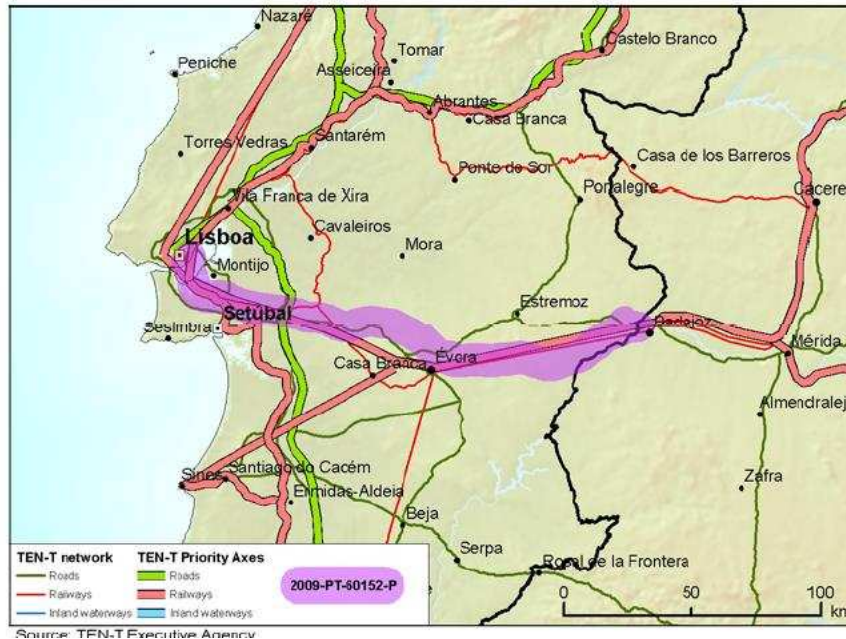 Nazaré
Peniche
Tomar
Castelo Branco
Asseiceira
Abrantes
Casa Branca
Torres Vedras
Santarém
Casa de los Barreros
Ponte de Sor
Portalegre
Cácere
Vila Franca de Xira
Lisboa
Cavaleiros
Mora
Montijo
Estremoz
Setúbal
Sesimbra
Badajoz
Mérida
Casa Branca
Évora
Almendralej
Sines
Santiago do Cacém
Ermidas-Aldeia
Zafra
Beja
Serpa
Rosal de la Frontera
TEN-T network TEN-T Priority Axes
Roads Roads
Railways Railways
Inland waterways Inland waterways
2009-PT-60152-P
0 50 100
km
Source: TEN-T Executive Agency